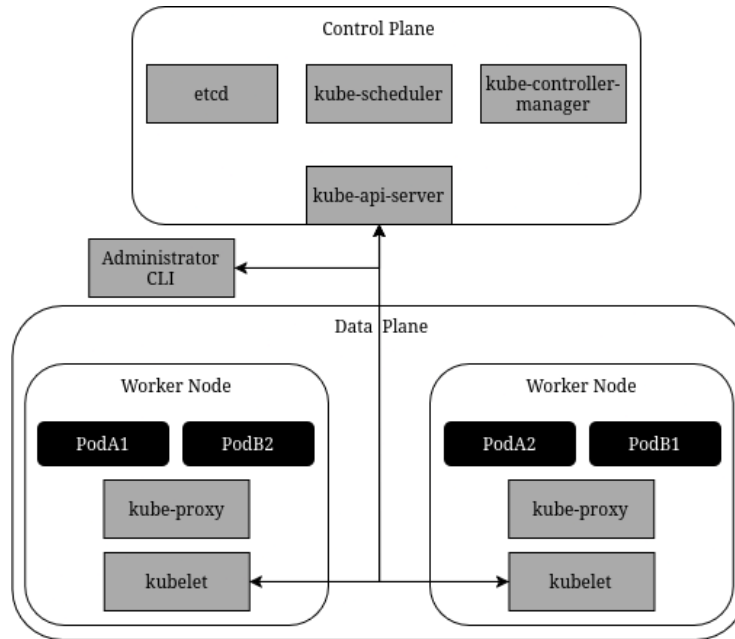 Control Plane
etcd
kube-scheduler
kube-controller-
manager
kube-api-server
Administrator
CLI
Data Plane
Worker Node
PodA1
PodB2
kube-proxy
kubelet
Worker Node
PodA2
PodB1
kube-proxy
kubelet